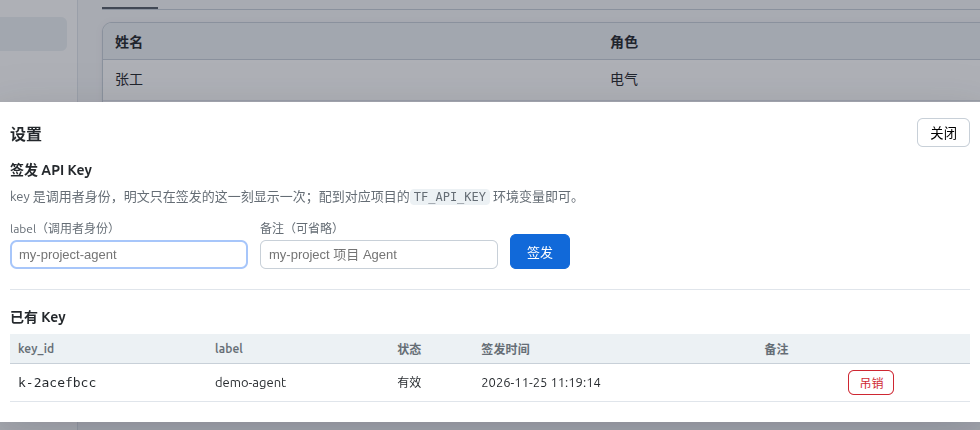 姓名 角色
张工 电气
设置 关闭
签发 API Key
key 是调用者身份，明文只在签发的这一刻显示一次；配到对应项目的 TF_API_KEY 环境变量即可。
label（调用者身份） 备注（可省略）
my-project-agent my-project 项目 Agent 签发
已有 Key
key_id label 状态 签发时间 备注
k-2acefbcc demo-agent 有效 2026-11-25 11:19:14 吊销